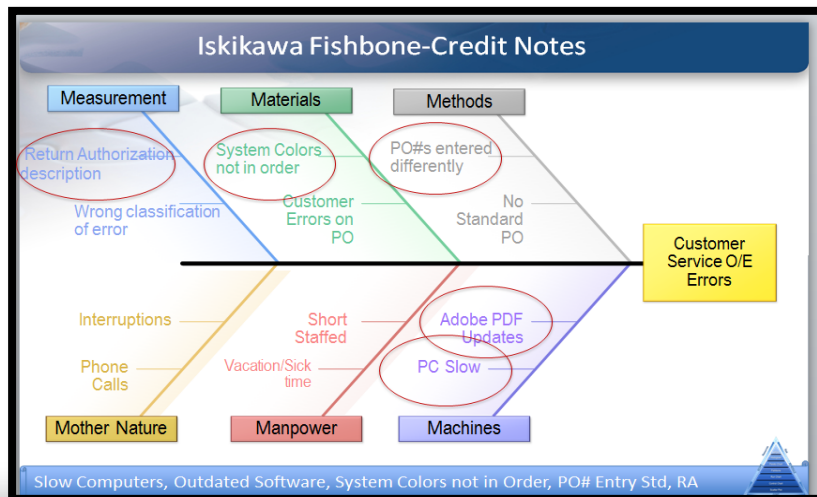 Iskikawa Fishbone-Credit Notes
Measurement
Materials
Methods
Return Authorization
description
System Colors
not in order
PO#s entered
differently
Wrong classification
of error
Customer
Errors on
PO
No
Standard
PO
Customer
Service O/E
Errors
Interruptions
Short
Staffed
Adobe PDF
Updates
Phone
Calls
Vacation/Sick
time
PC Slow
Mother Nature
Manpower
Machines
Slow Computers, Outdated Software, System Colors not in Order, PO# Entry Std, RA